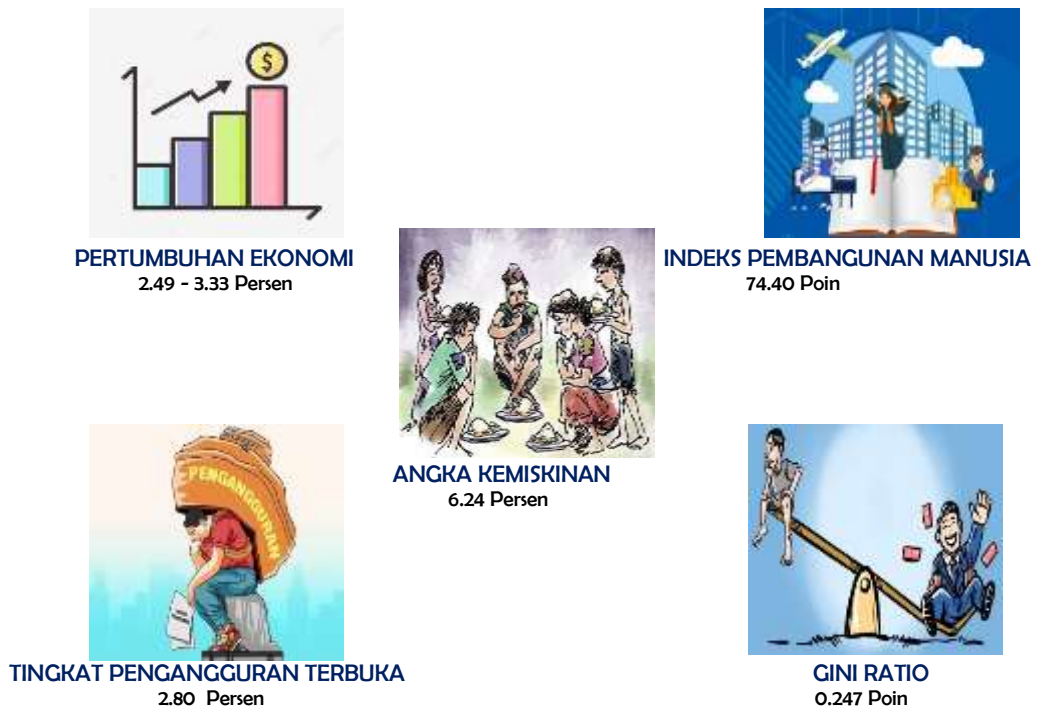 $
PERTUMBUHAN EKONOMI
2.49 - 3.33 Persen
INDEKS PEMBANGUNAN MANUSIA
74.40 Poin
ANGKA KEMISKINAN
6.24 Persen
PENGANGGURAN
TINGKAT PENGANGGURAN TERBUKA
2.80 Persen
GINI RATIO
0.247 Poin